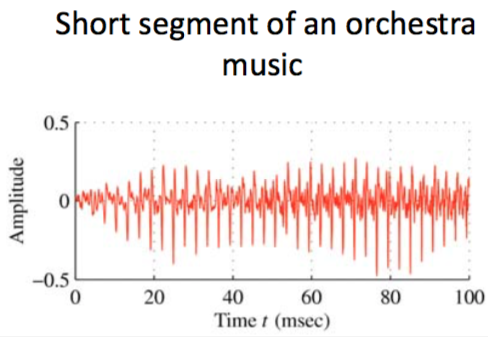 Short segment of an orchestra
music
0.5
0
−0.5
Amplitude
0 20 40 60 80 100
Time t (msec)